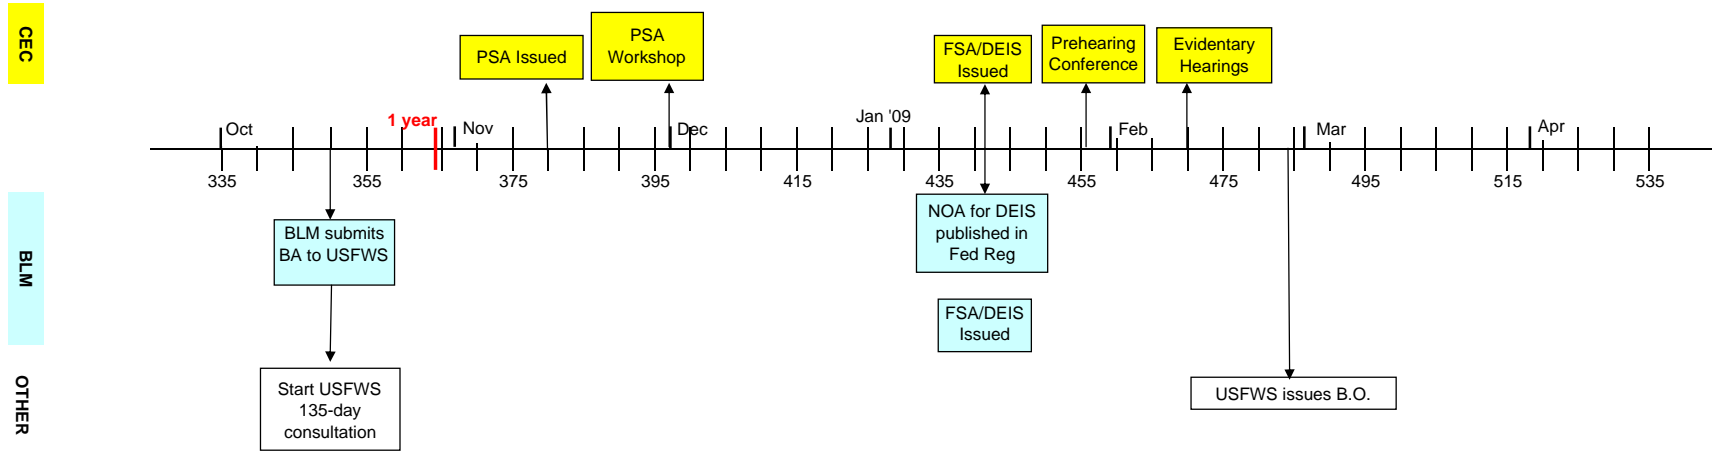 CEC
PSA Issued
PSA
Workshop
FSA/DEIS
Issued
Prehearing
Conference
Evidentary
Hearings
Oct
1 year
Nov
Dec
Jan '09
Feb
Mar
Apr
335
355
375
395
415
435
455
475
495
515
535
BLM
BLM submits
BA to USFWS
NOA for DEIS
published in
Fed Reg
FSA/DEIS
Issued
OTHER
Start USFWS
135-day
consultation
USFWS issues B.O.